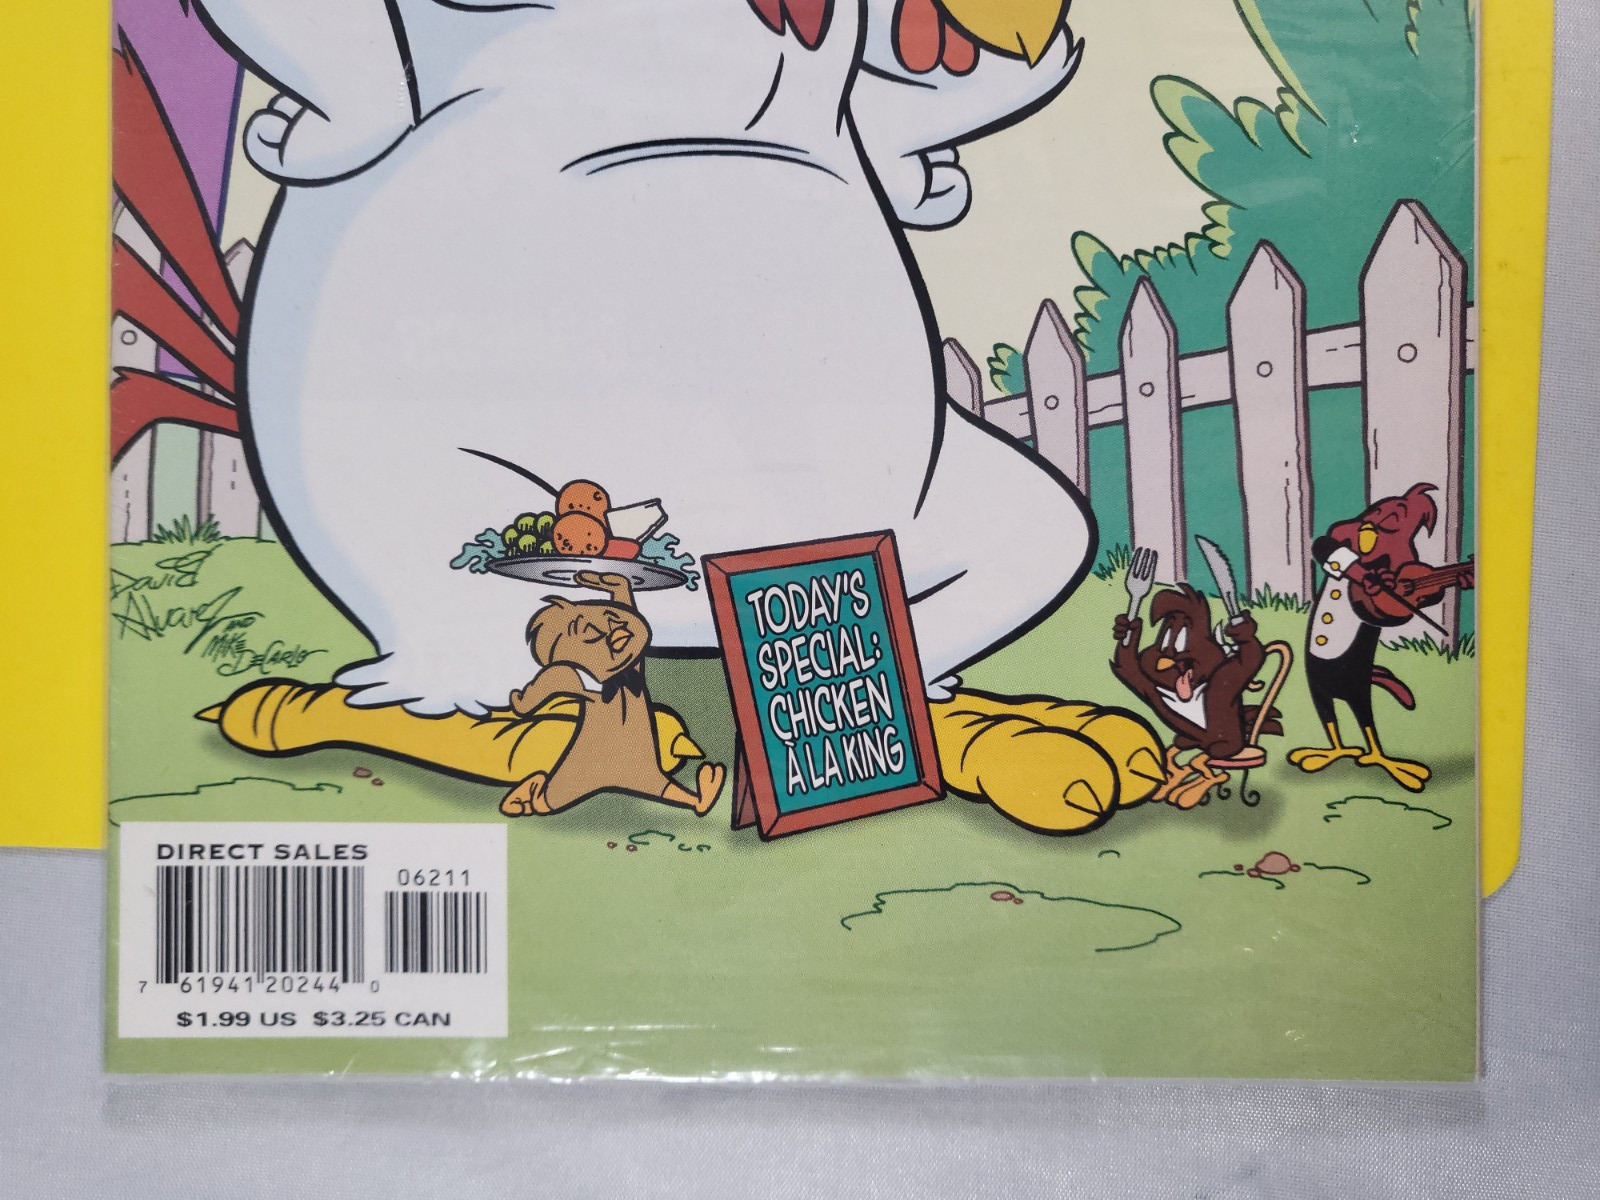 TODAY'S
SPECIAL:
CHICKEN
À LA KING
David
Alvarez
AND
MIKE
DeCARLO
DIRECT SALES
06211
7 61941 20244 0
$1.99 US $3.25 CAN